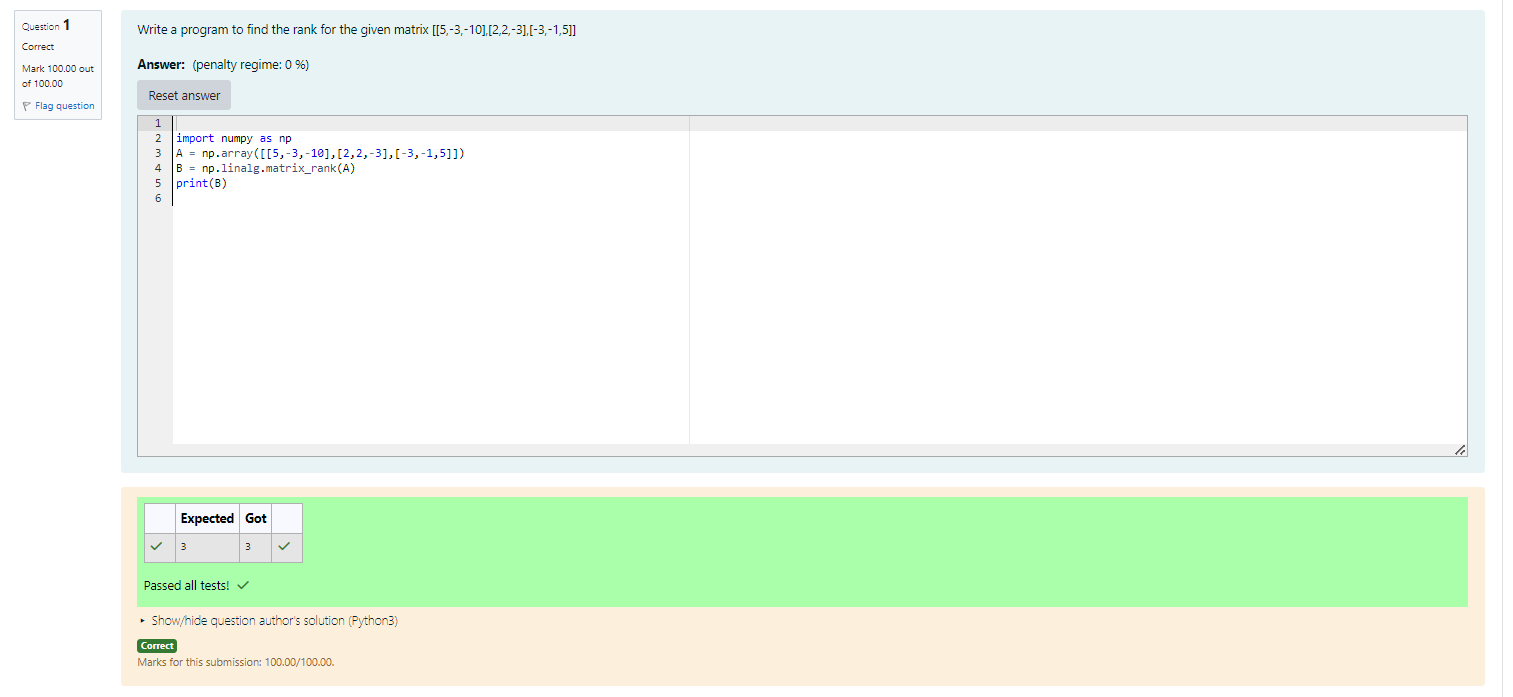 Question 1
Correct
Mark 100.00 out
of 100.00
Flag question
Write a program to find the rank for the given matrix [[5,-3,-10],[2,2,-3],[-3,-1,5]]
Answer: (penalty regime: 0 %)
Reset answer
1
2 import numpy as np
3 A = np.array([[5,-3,-10],[2,2,-3],[-3,-1,5]])
4 B = np.linalg.matrix_rank(A)
5 print(B)
6
Expected Got
3 3
Passed all tests!
Show/hide question author's solution (Python3)
Correct
Marks for this submission: 100.00/100.00.